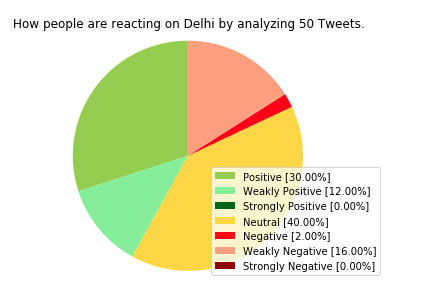 How people are reacting on Delhi by analyzing 50 Tweets.
Positive [30.00%]
Weakly Positive [12.00%]
Strongly Positive [0.00%]
Neutral [40.00%]
Negative [2.00%]
Weakly Negative [16.00%]
Strongly Negative [0.00%]